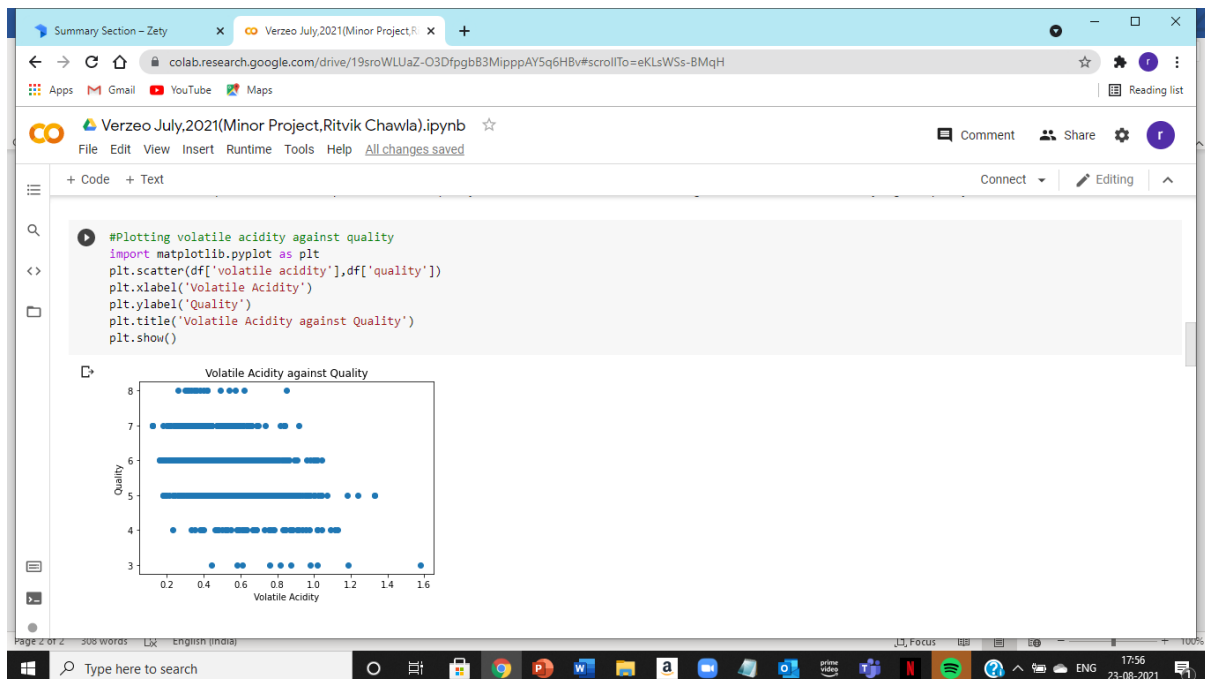 Summary Section – Zety
Verzeo July,2021(Minor Project,R
colab.research.google.com/drive/19sroWLUaZ-O3DfpgbB3MipppAY5q6HBv#scrollTo=eKLsWSs-BMqH
r
Apps Gmail YouTube Maps Reading list
Verzeo July,2021(Minor Project,Ritvik Chawla).ipynb
Comment Share r
File Edit View Insert Runtime Tools Help All changes saved
+ Code + Text Connect Editing
#Plotting volatile acidity against quality
import matplotlib.pyplot as plt
plt.scatter(df['volatile acidity'],df['quality'])
plt.xlabel('Volatile Acidity')
plt.ylabel('Quality')
plt.title('Volatile Acidity against Quality')
plt.show()
Volatile Acidity against Quality
8
7
6
Quality
5
4
3
0.2 0.4 0.6 0.8 1.0 1.2 1.4 1.6
Volatile Acidity
Page 2 of 2 308 words English (India) Focus 100%
Type here to search a prime video N ENG 17:56
23-08-2021